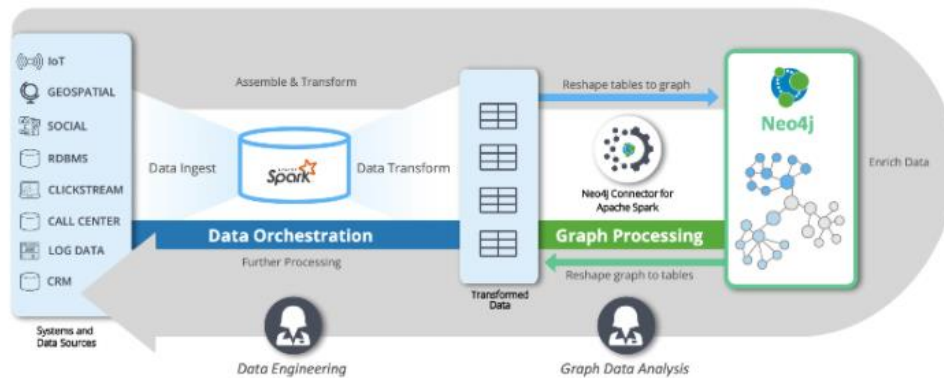 IoT
GEOSPATIAL
SOCIAL
RDBMS
CLICKSTREAM
CALL CENTER
LOG DATA
CRM
Systems and
Data Sources
Assemble & Transform
Data Ingest
APACHE
Spark
Data Transform
Data Orchestration
Further Processing
Data Engineering
Transformed
Data
Reshape tables to graph
Neo4j Connector for
Apache Spark
Graph Processing
Reshape graph to tables
Graph Data Analysis
Neo4j
Enrich Data